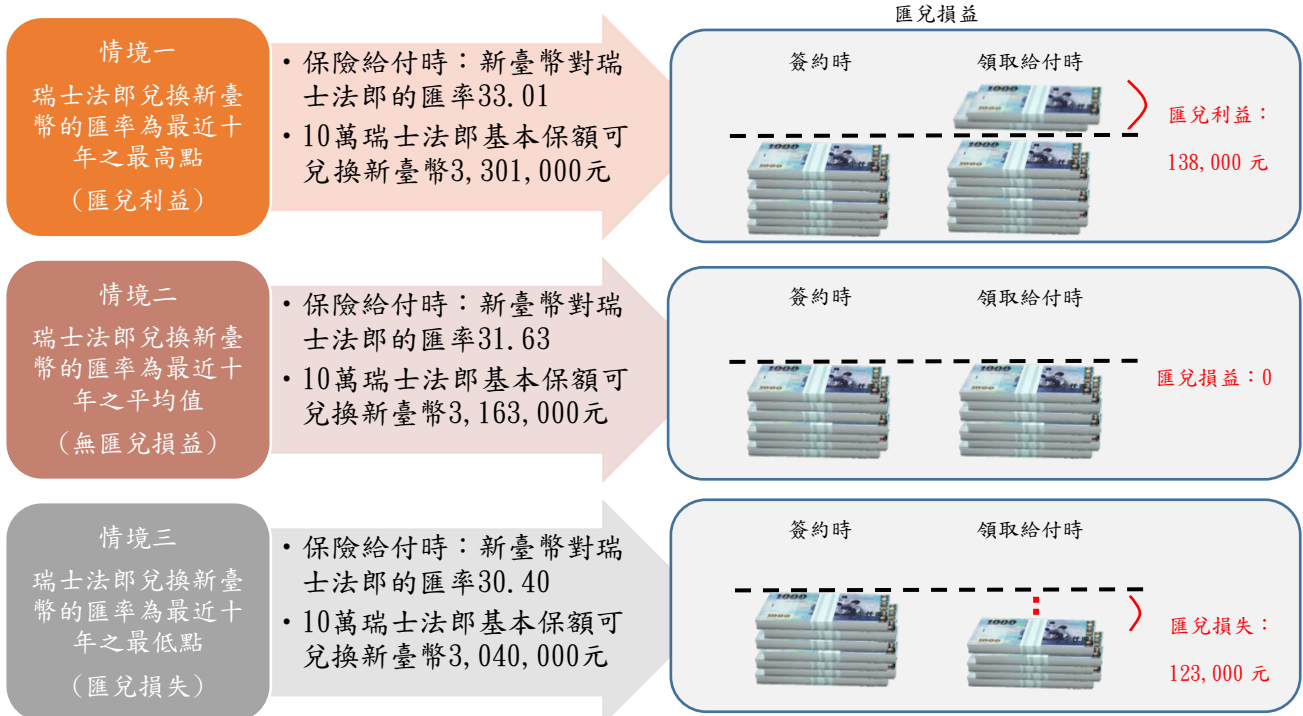 匯兌損益
情境一
瑞士法郎兌換新臺
幣的匯率為最近十
年之最高點
（匯兌利益）
•保險給付時：新臺幣對瑞
士法郎的匯率33.01
•10萬瑞士法郎基本保額可
兌換新臺幣3,301,000元
簽約時
領取給付時
匯兌利益：
138,000 元
情境二
瑞士法郎兌換新臺
幣的匯率為最近十
年之平均值
（無匯兌損益）
•保險給付時：新臺幣對瑞
士法郎的匯率31.63
•10萬瑞士法郎基本保額可
兌換新臺幣3,163,000元
簽約時
領取給付時
匯兌損益：0
情境三
瑞士法郎兌換新臺
幣的匯率為最近十
年之最低點
（匯兌損失）
•保險給付時：新臺幣對瑞
士法郎的匯率30.40
•10萬瑞士法郎基本保額可
兌換新臺幣3,040,000元
簽約時
領取給付時
匯兌損失：
123,000 元